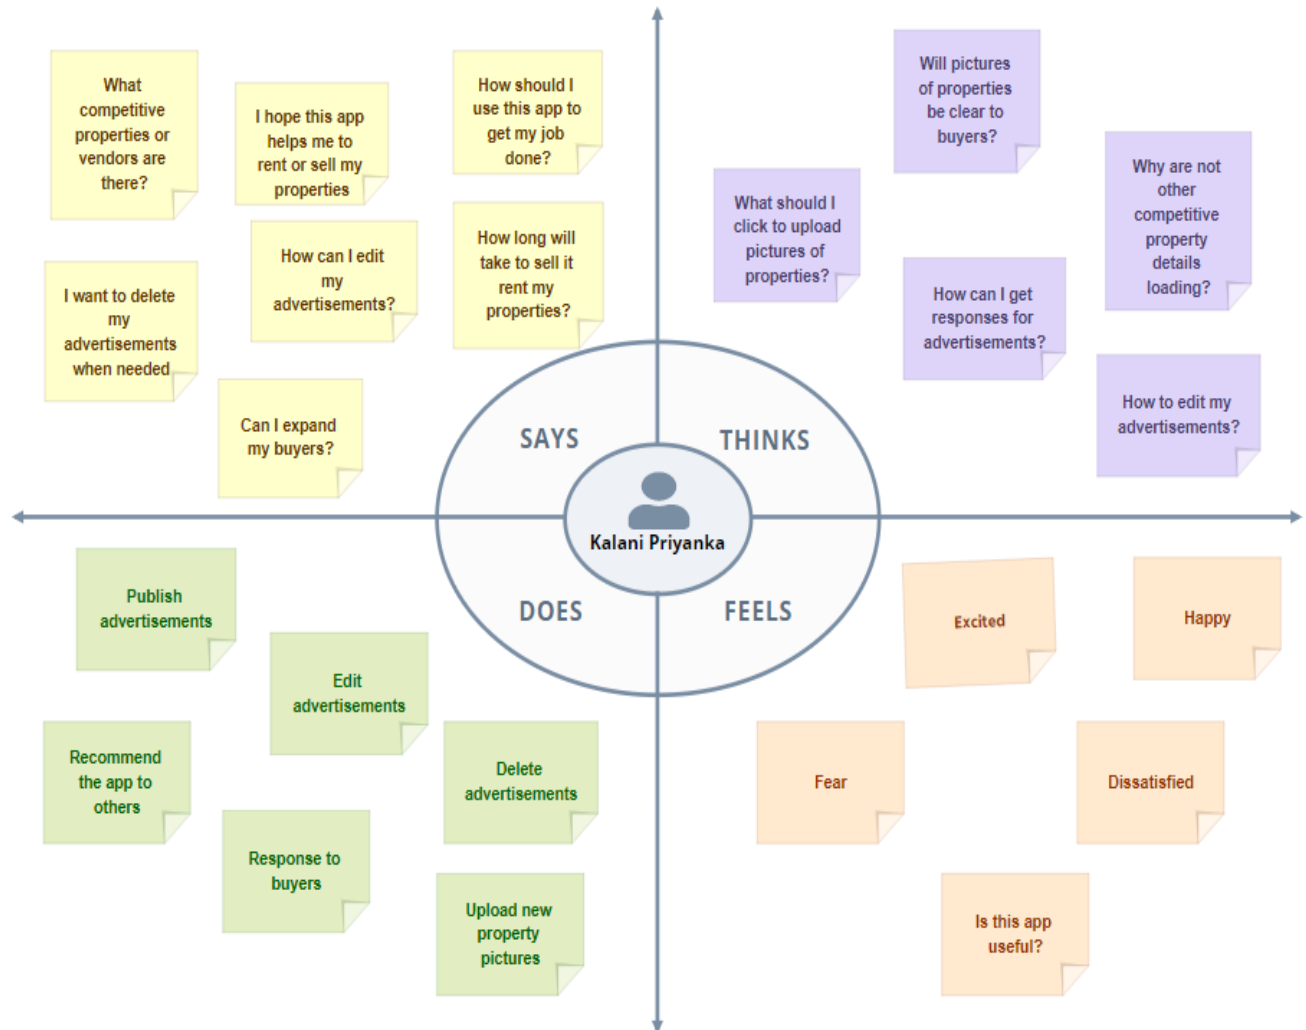 What
competitive
properties or
vendors are
there?
I hope this app
helps me to
rent or sell my
properties
How should I
use this app to
get my job
done?
I want to delete
my
advertisements
when needed
How can I edit
my
advertisements?
How long will
take to sell it
rent my
properties?
Can I expand
my buyers?
Will pictures
of properties
be clear to
buyers?
What should I
click to upload
pictures of
properties?
Why are not
other
competitive
property
details
loading?
How can I get
responses for
advertisements?
How to edit my
advertisements?
SAYS
THINKS
Kalani Priyanka
DOES
FEELS
Publish
advertisements
Edit
advertisements
Recommend
the app to
others
Delete
advertisements
Response to
buyers
Upload new
property
pictures
Excited
Happy
Fear
Dissatisfied
Is this app
useful?